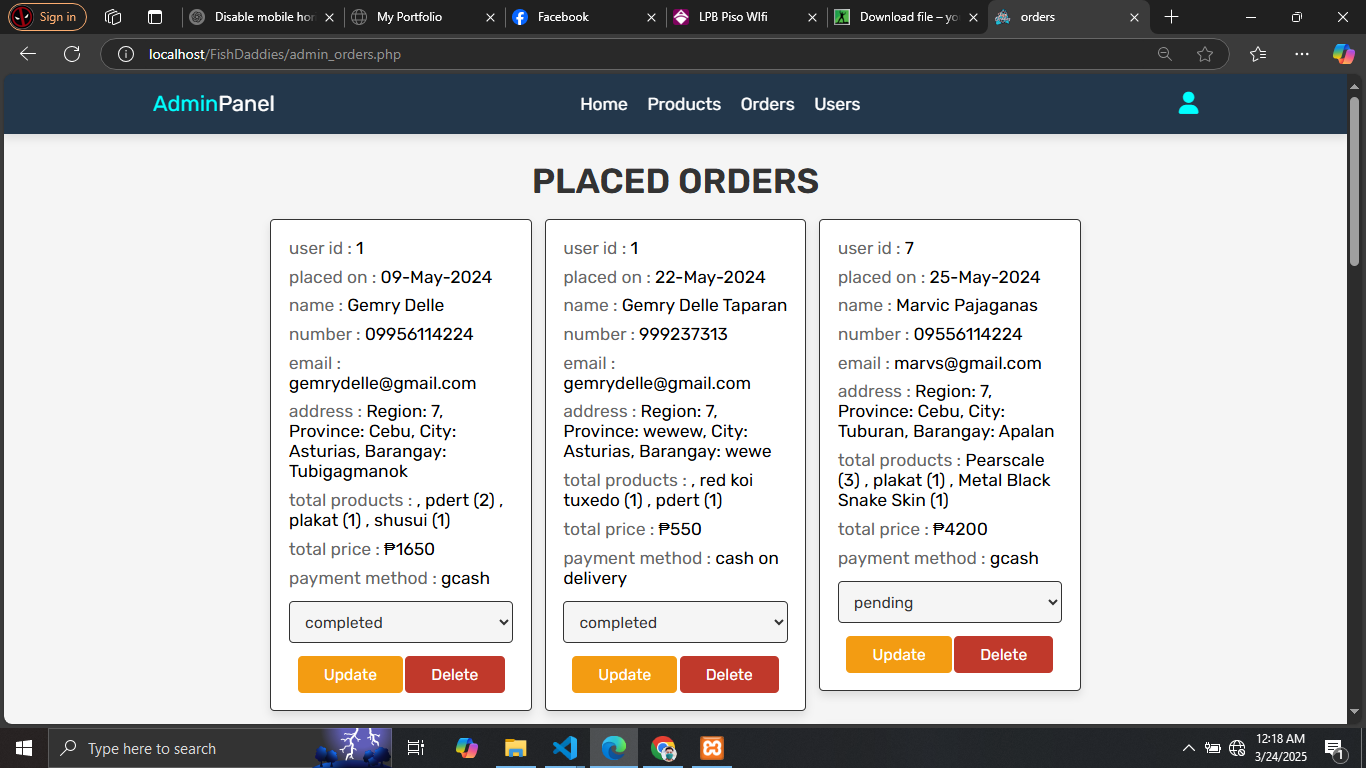 Sign in
Disable mobile hor
My Portfolio
Facebook
LPB Piso WIfi
Download file – yo
orders
localhost/FishDaddies/admin_orders.php
AdminPanel
Home Products Orders Users
PLACED ORDERS
user id : 1
placed on : 09-May-2024
name : Gemry Delle
number : 09956114224
email :
gemrydelle@gmail.com
address : Region: 7,
Province: Cebu, City:
Asturias, Barangay:
Tubigagmanok
total products : , pdert (2) ,
plakat (1) , shusui (1)
total price : ₱1650
payment method : gcash
completed
Update Delete
user id : 1
placed on : 22-May-2024
name : Gemry Delle Taparan
number : 999237313
email :
gemrydelle@gmail.com
address : Region: 7,
Province: wewew, City:
Asturias, Barangay: wewe
total products : , red koi
tuxedo (1) , pdert (1)
total price : ₱550
payment method : cash on
delivery
completed
Update Delete
user id : 7
placed on : 25-May-2024
name : Marvic Pajaganas
number : 09556114224
email : marvs@gmail.com
address : Region: 7,
Province: Cebu, City:
Tuburan, Barangay: Apalan
total products : Pearscale
(3) , plakat (1) , Metal Black
Snake Skin (1)
total price : ₱4200
payment method : gcash
pending
Update Delete
Type here to search
12:18 AM
3/24/2025
1